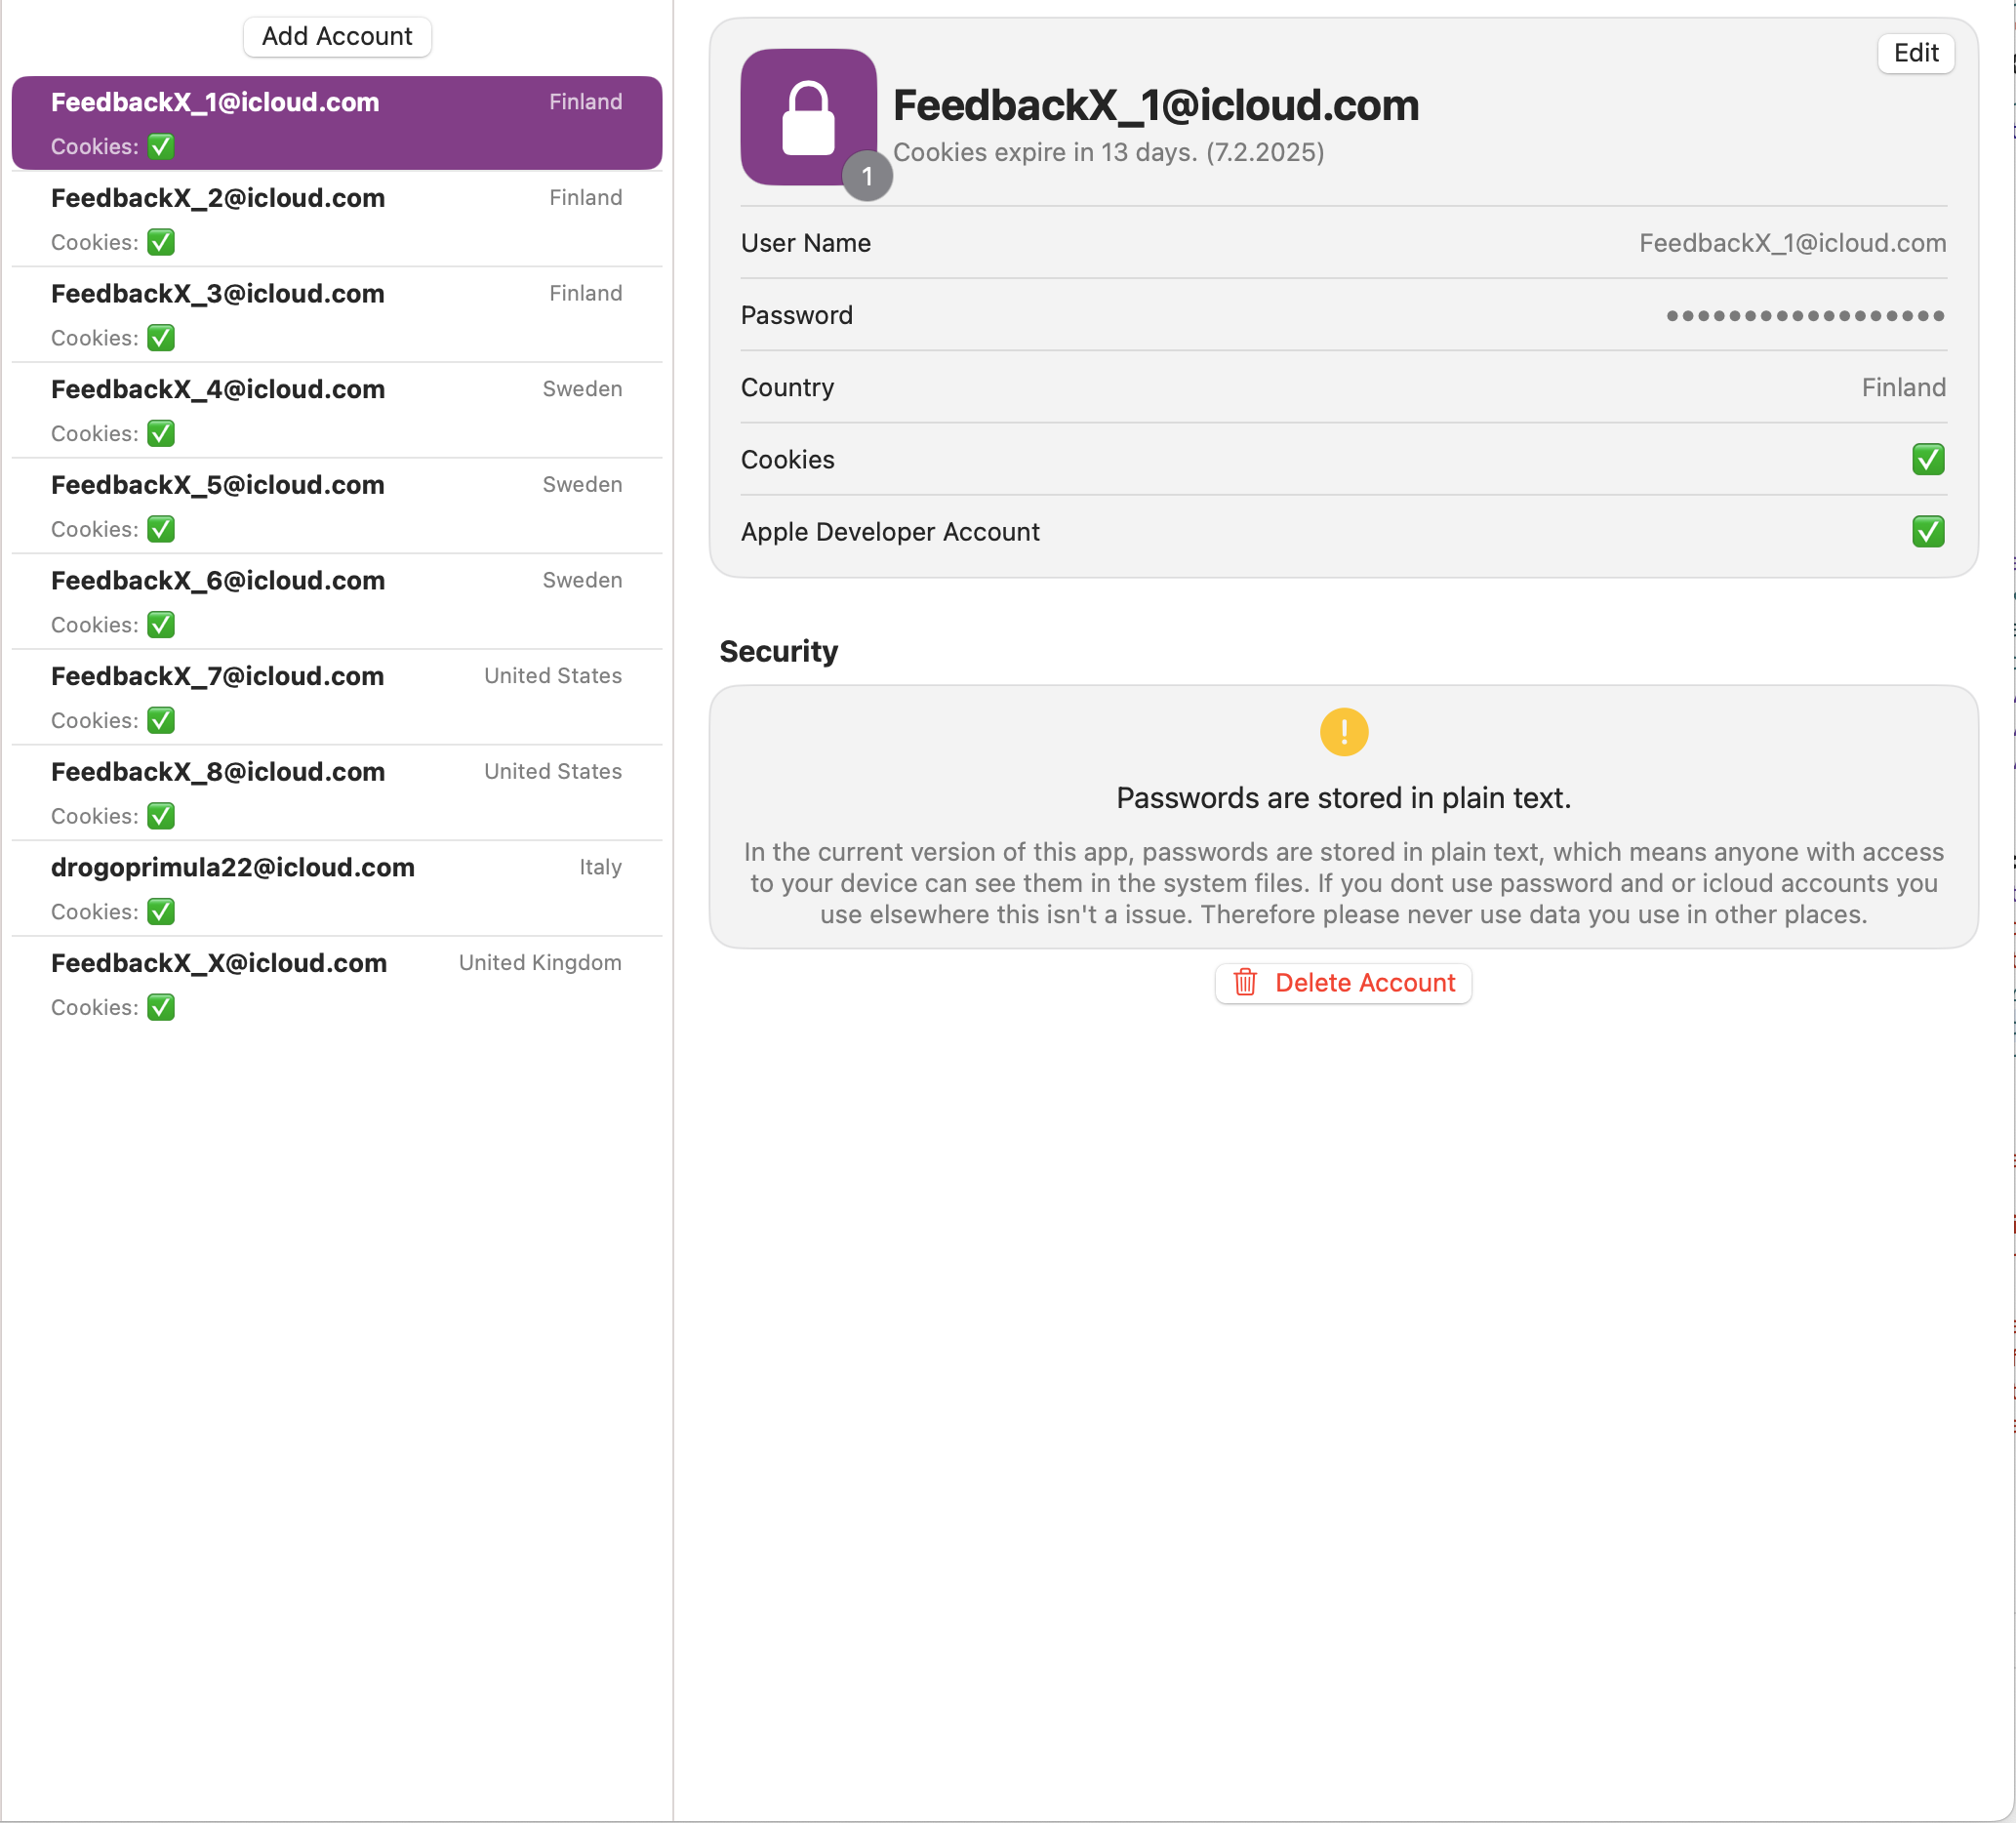 Add Account
FeedbackX_1@icloud.com Finland
Cookies: ✅
FeedbackX_2@icloud.com Finland
Cookies: ✅
FeedbackX_3@icloud.com Finland
Cookies: ✅
FeedbackX_4@icloud.com Sweden
Cookies: ✅
FeedbackX_5@icloud.com Sweden
Cookies: ✅
FeedbackX_6@icloud.com Sweden
Cookies: ✅
FeedbackX_7@icloud.com United States
Cookies: ✅
FeedbackX_8@icloud.com United States
Cookies: ✅
drogoprimula22@icloud.com Italy
Cookies: ✅
FeedbackX_X@icloud.com United Kingdom
Cookies: ✅
Edit
FeedbackX_1@icloud.com
Cookies expire in 13 days. (7.2.2025)
1
User Name FeedbackX_1@icloud.com
Password ••••••••••••••••••
Country Finland
Cookies ✅
Apple Developer Account ✅
Security
!
Passwords are stored in plain text.
In the current version of this app, passwords are stored in plain text, which means anyone with access
to your device can see them in the system files. If you dont use password and or icloud accounts you
use elsewhere this isn't a issue. Therefore please never use data you use in other places.
Delete Account